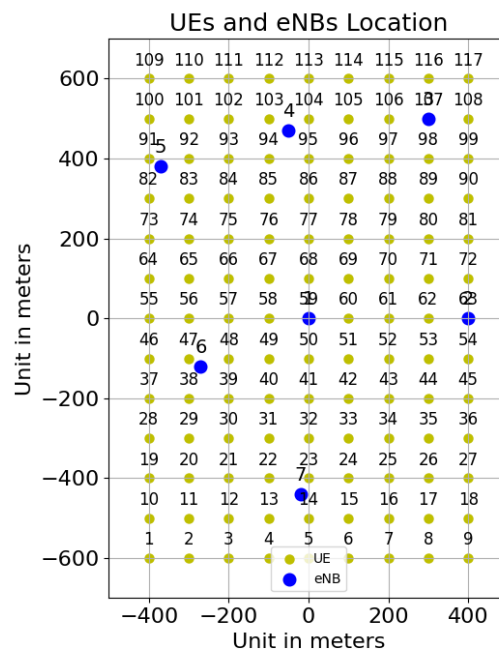 UEs and eNBs Location
109 110 111 112 113 114 115 116 117
600
100 101 102 103 104 105 106 107 108
3
4
91 92 93 94 95 96 97 98 99
5
400
82 83 84 85 86 87 88 89 90
73 74 75 76 77 78 79 80 81
200
64 65 66 67 68 69 70 71 72
55 56 57 58 59 60 61 62 63
1 2
0
46 47 48 49 50 51 52 53 54
6
37 38 39 40 41 42 43 44 45
−200
28 29 30 31 32 33 34 35 36
19 20 21 22 23 24 25 26 27
−400
7
10 11 12 13 14 15 16 17 18
1 2 3 4 5 6 7 8 9
−600
UE
eNB
−400 −200 0 200 400
Unit in meters
Unit in meters